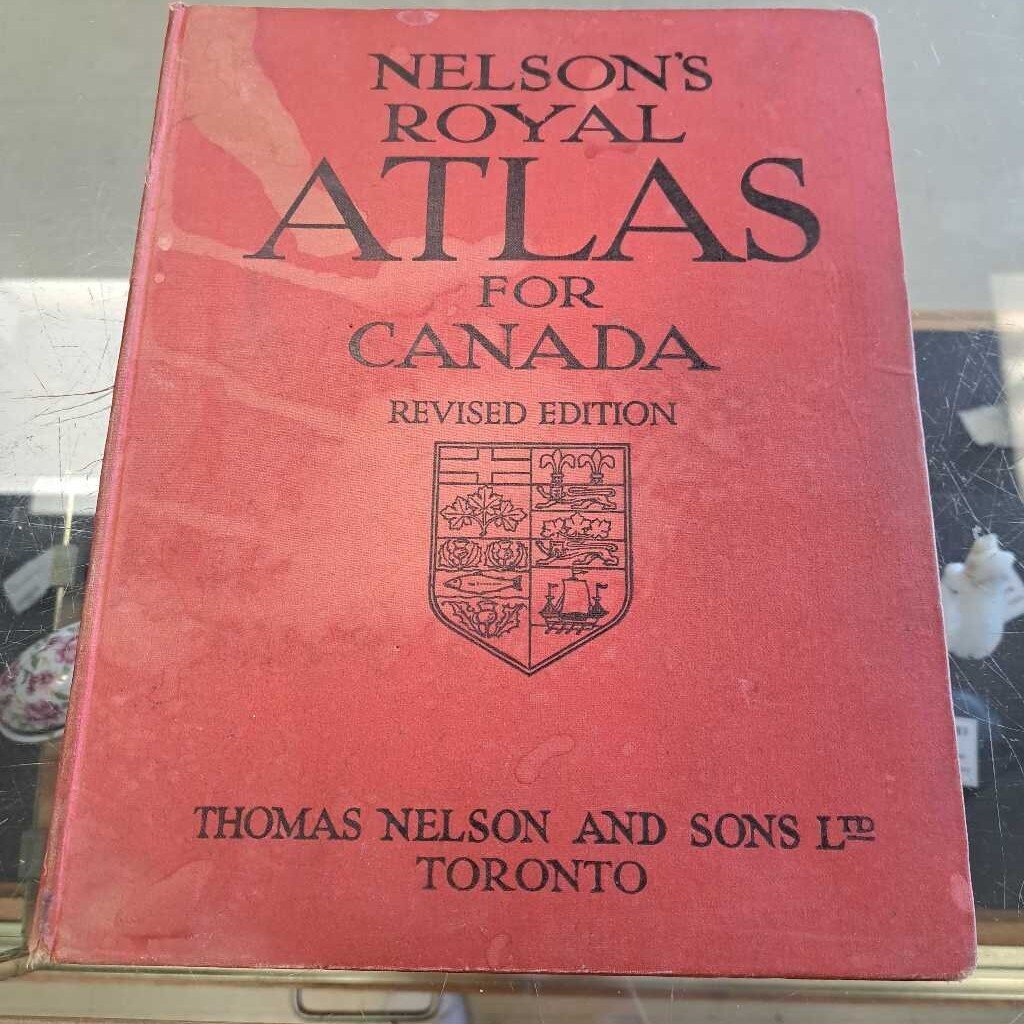 NELSON'S
ROYAL
ATLAS
FOR
CANADA
REVISED EDITION
THOMAS NELSON AND SONS LTD
TORONTO